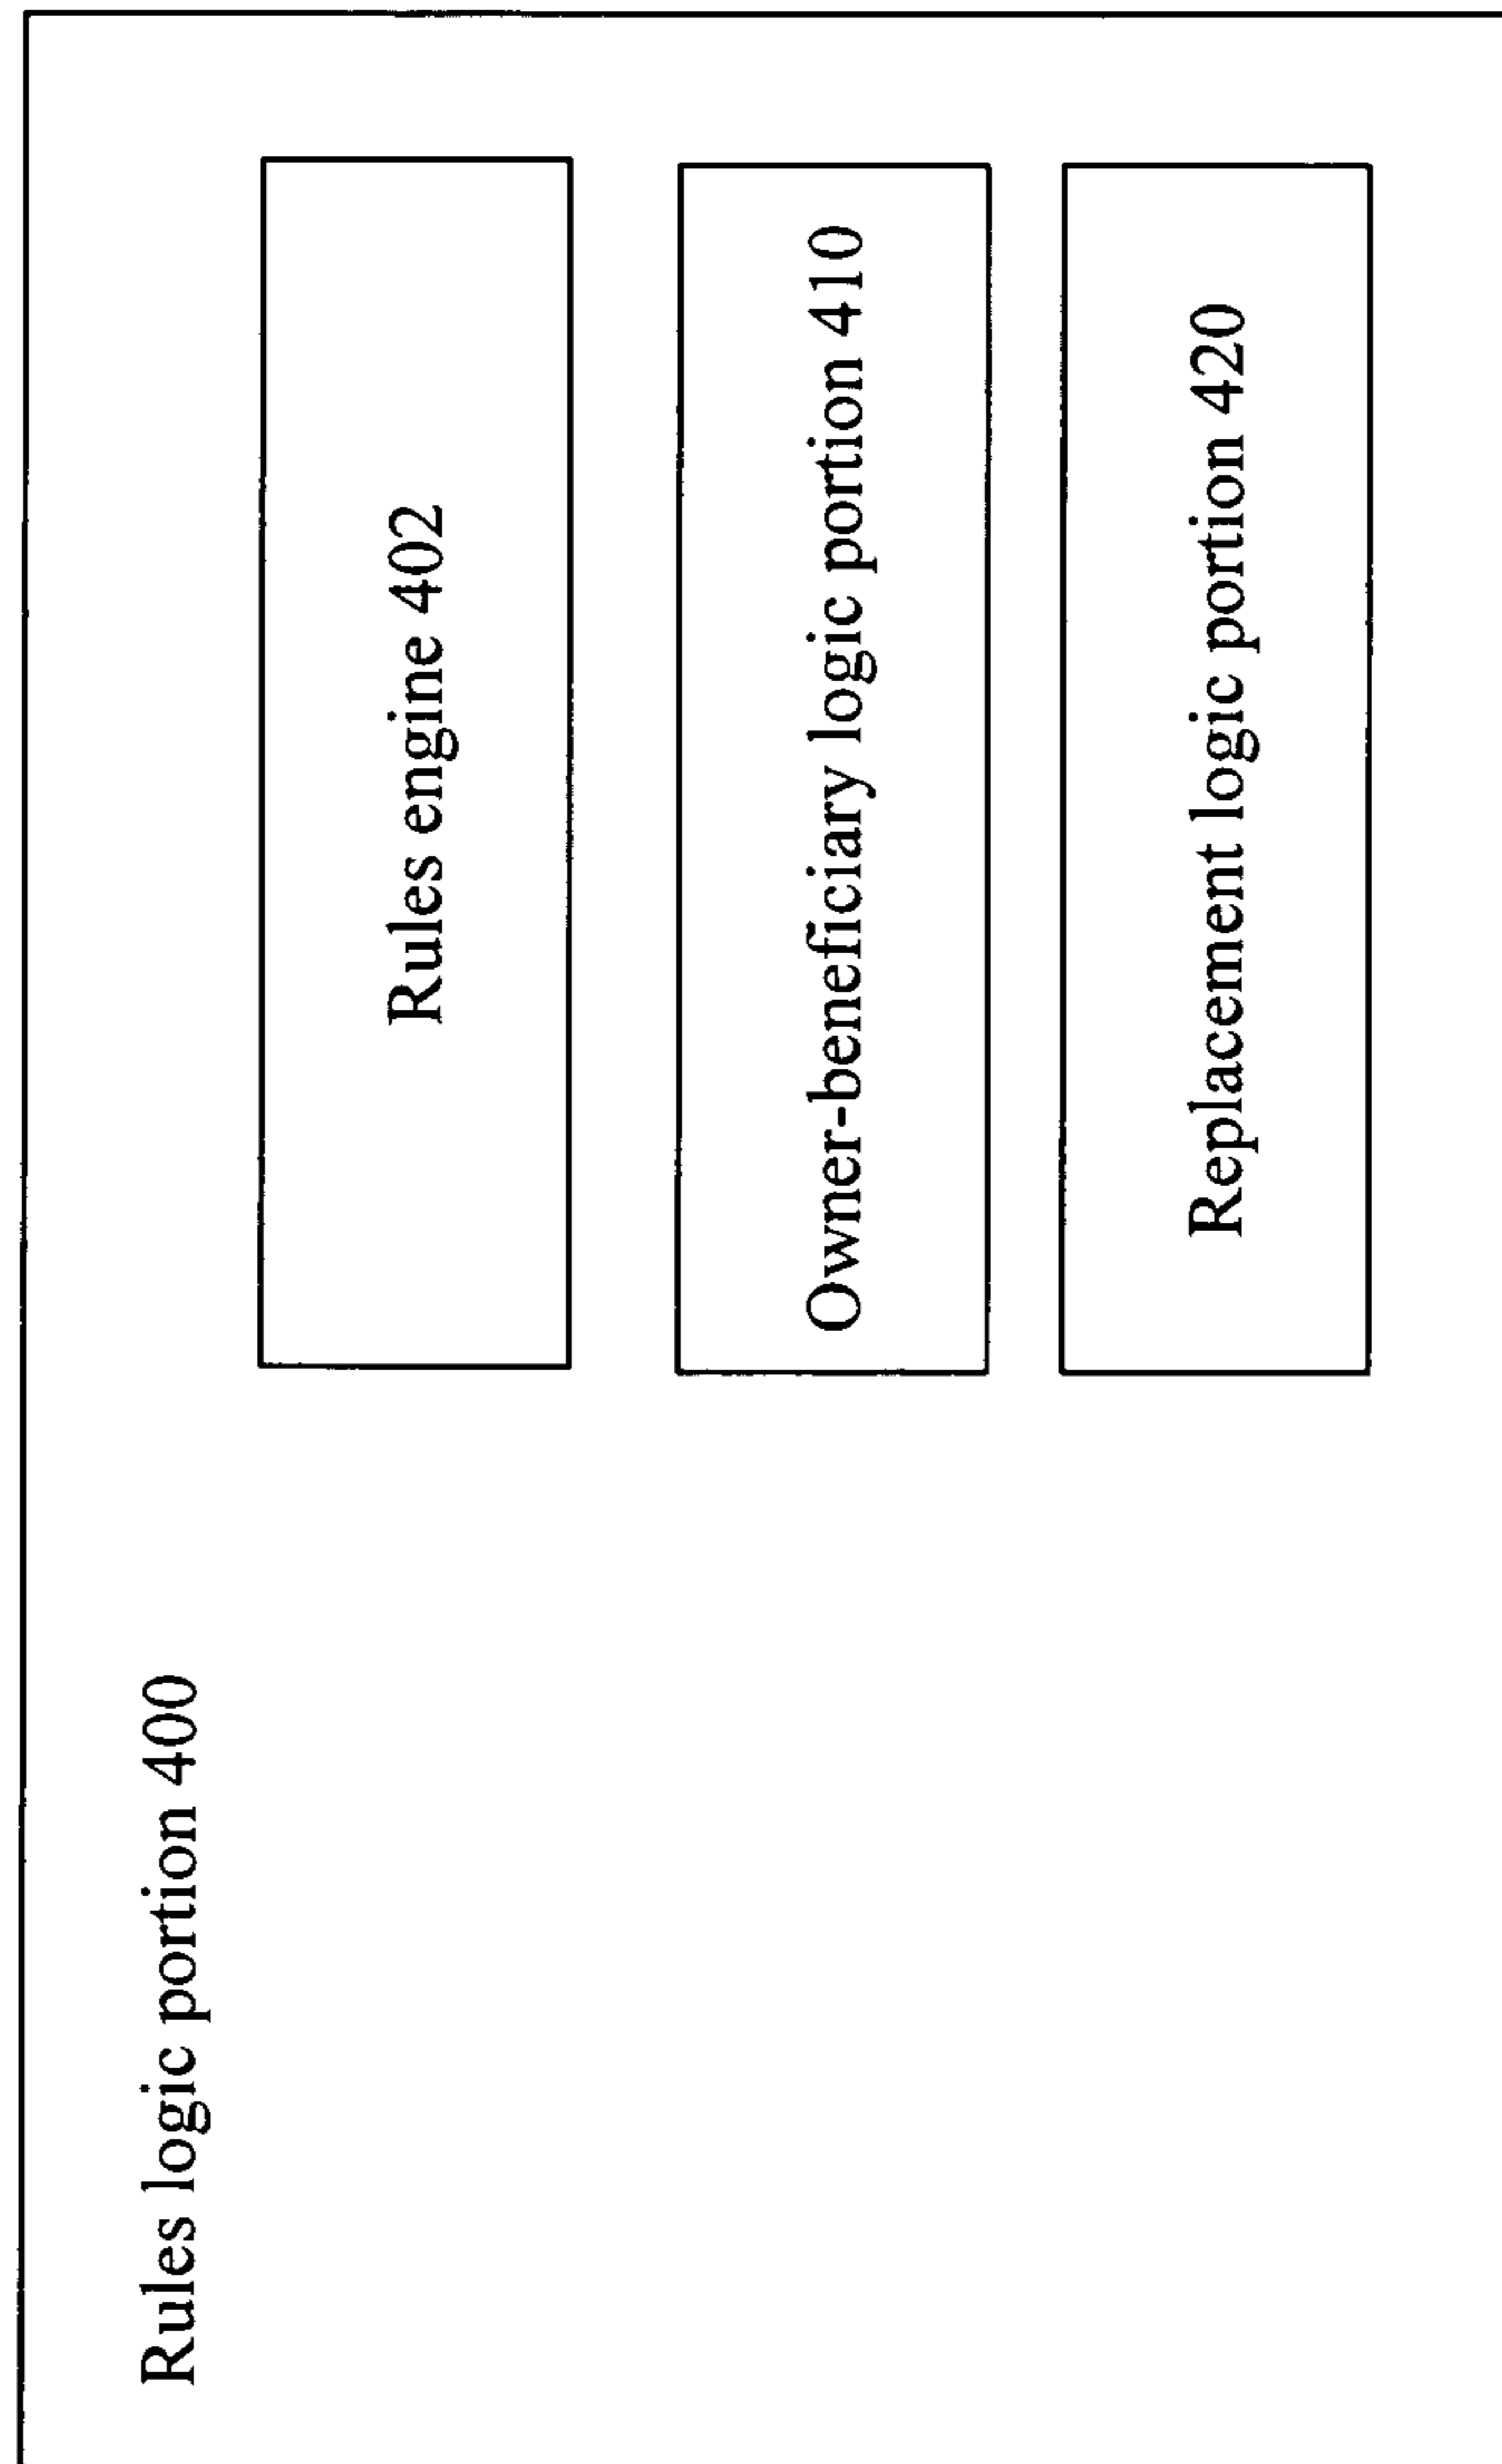 Rules logic portion 400
Rules engine 402
Owner-beneficiary logic portion 410
Replacement logic portion 420